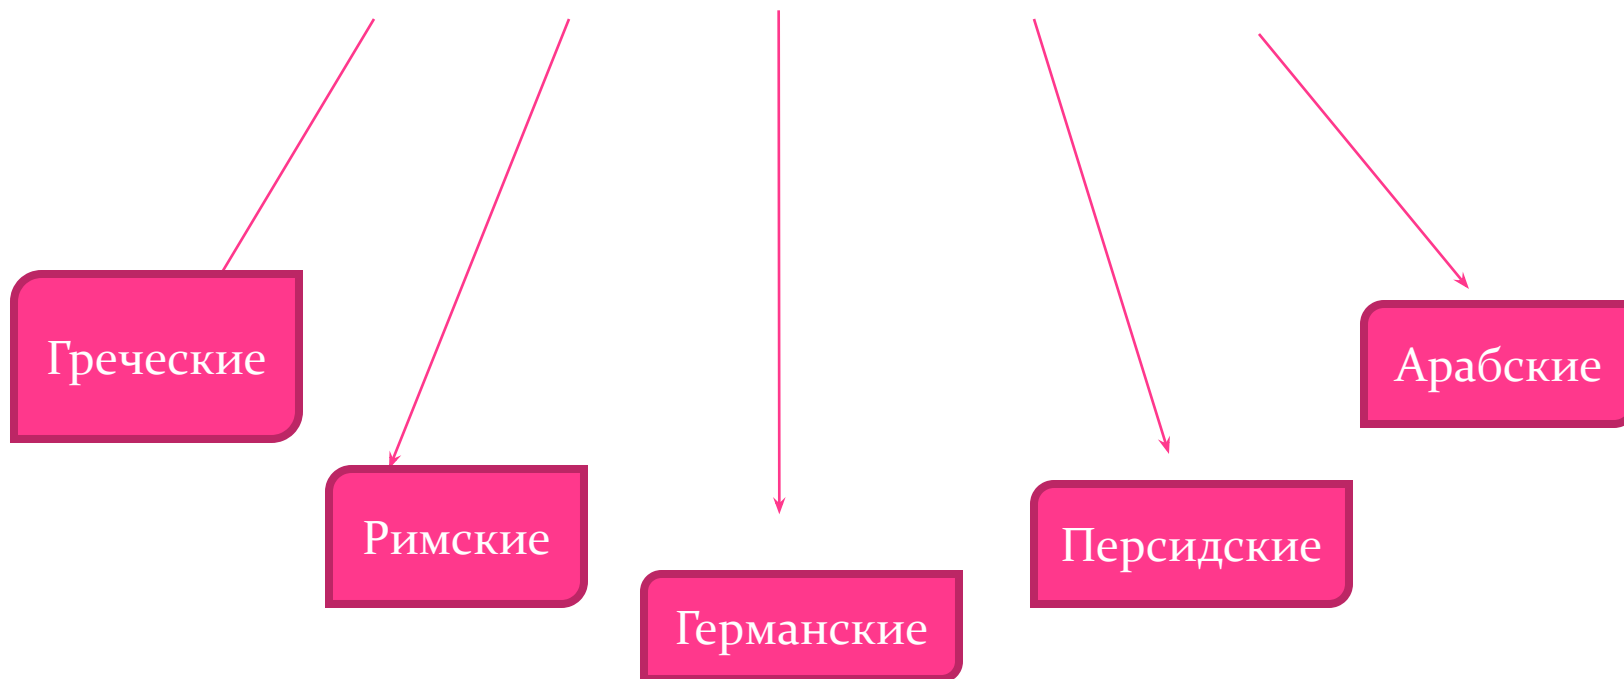 Греческие
Римские
Германские
Персидские
Арабские